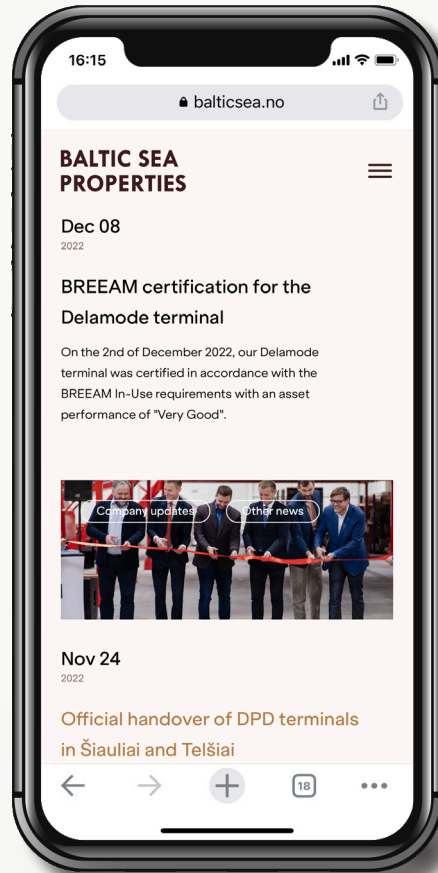 16:15
balticsea.no
BALTIC SEA
PROPERTIES
Dec 08
2022
BREEAM certification for the
Delamode terminal
On the 2nd of December 2022, our Delamode
terminal was certified in accordance with the
BREEAM In-Use requirements with an asset
performance of "Very Good".
Company updates
Other news
Nov 24
2022
Official handover of DPD terminals
in Šiauliai and Telšiai
18